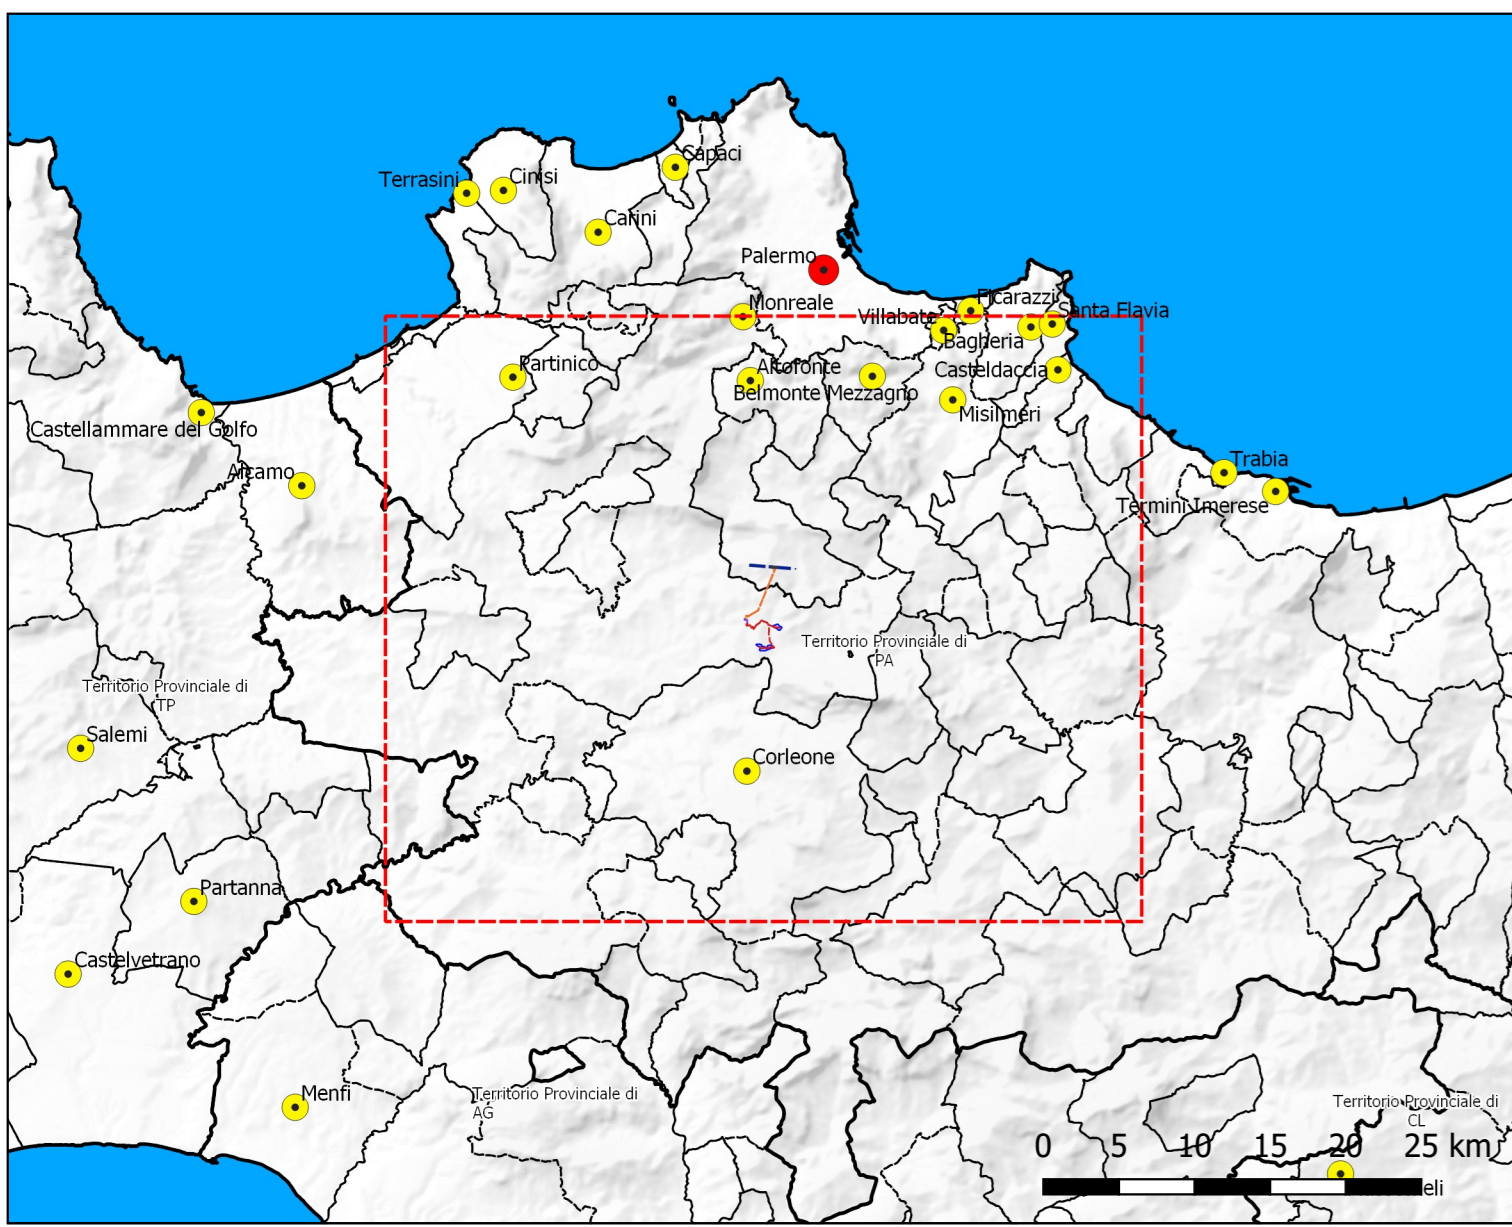 Capaci
Terrasini
Cinisi
Carini
Palermo
Monreale
Ficarazzi
Santa Flavia
Villabate
Bagheria
Partinico
Altofonte
Casteldaccia
Belmonte Mezzagno
Misilmeri
Castellammare del Golfo
Alcamo
Trabia
Termini Imerese
Territorio Provinciale di
PA
Territorio Provinciale di
TP
Salemi
Corleone
Partanna
Castelvetrano
Menfi
Territorio Provinciale di
AG
Territorio Provinciale di
CL
0 5 10 15 20 25 km